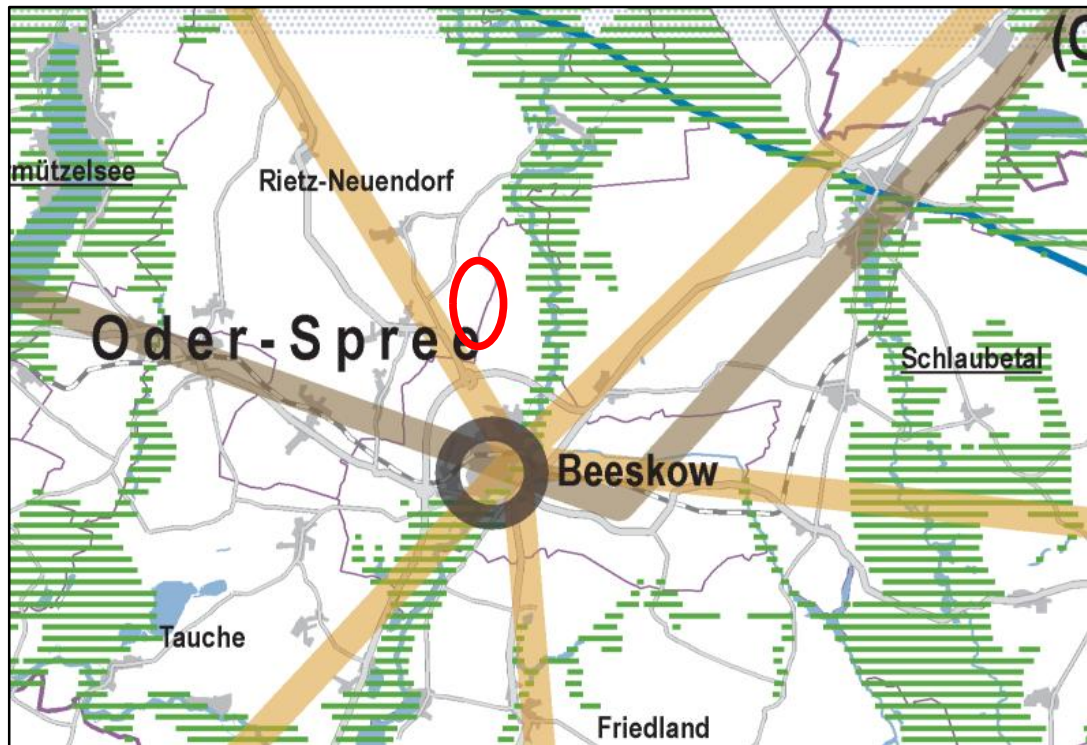 (O
mützelsee
Rietz-Neuendorf
Oder-Spree
Schlaubetal
Beeskow
Tauche
Friedland